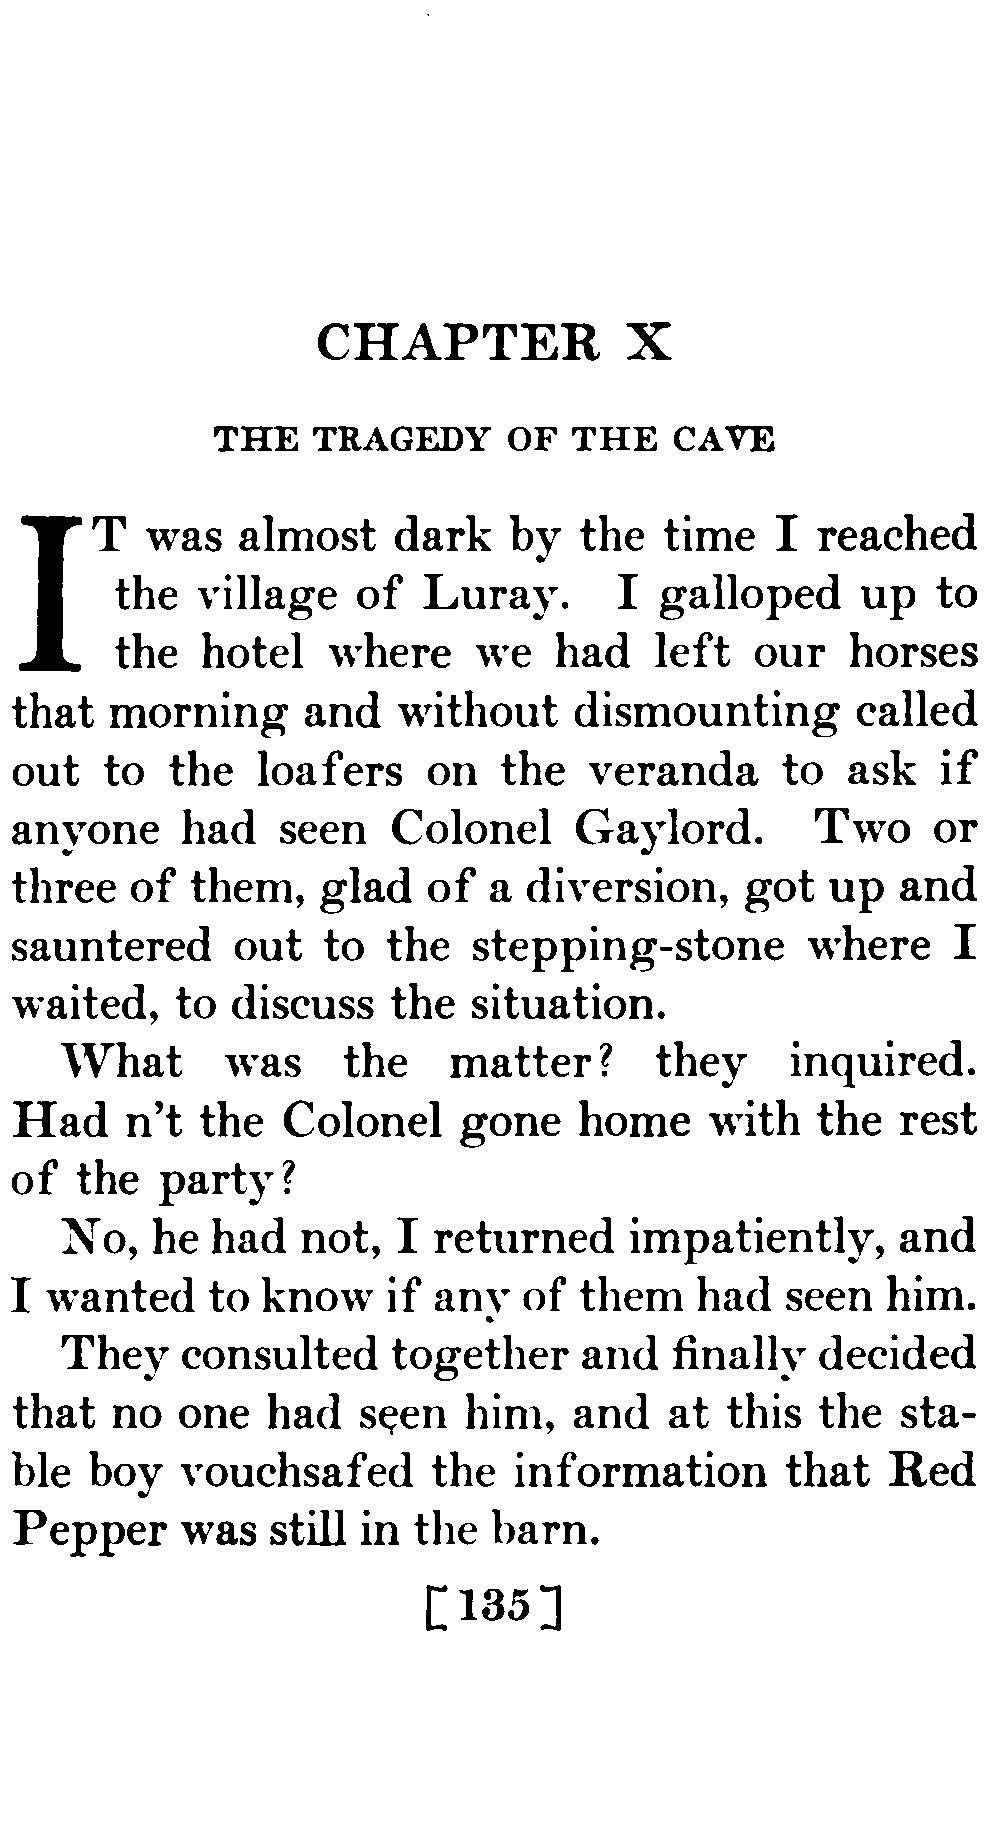 CHAPTER X
THE TRAGEDY OF THE CAVE
IT was almost dark by the time I reached
the village of Luray. I galloped up to
the hotel where we had left our horses
that morning and without dismounting called
out to the loafers on the veranda to ask if
anyone had seen Colonel Gaylord. Two or
three of them, glad of a diversion, got up and
sauntered out to the stepping-stone where I
waited, to discuss the situation.
What was the matter? they inquired.
Had n't the Colonel gone home with the rest
of the party?
No, he had not, I returned impatiently, and
I wanted to know if any of them had seen him.
They consulted together and finally decided
that no one had seen him, and at this the sta-
ble boy vouchsafed the information that Red
Pepper was still in the barn.
[135]